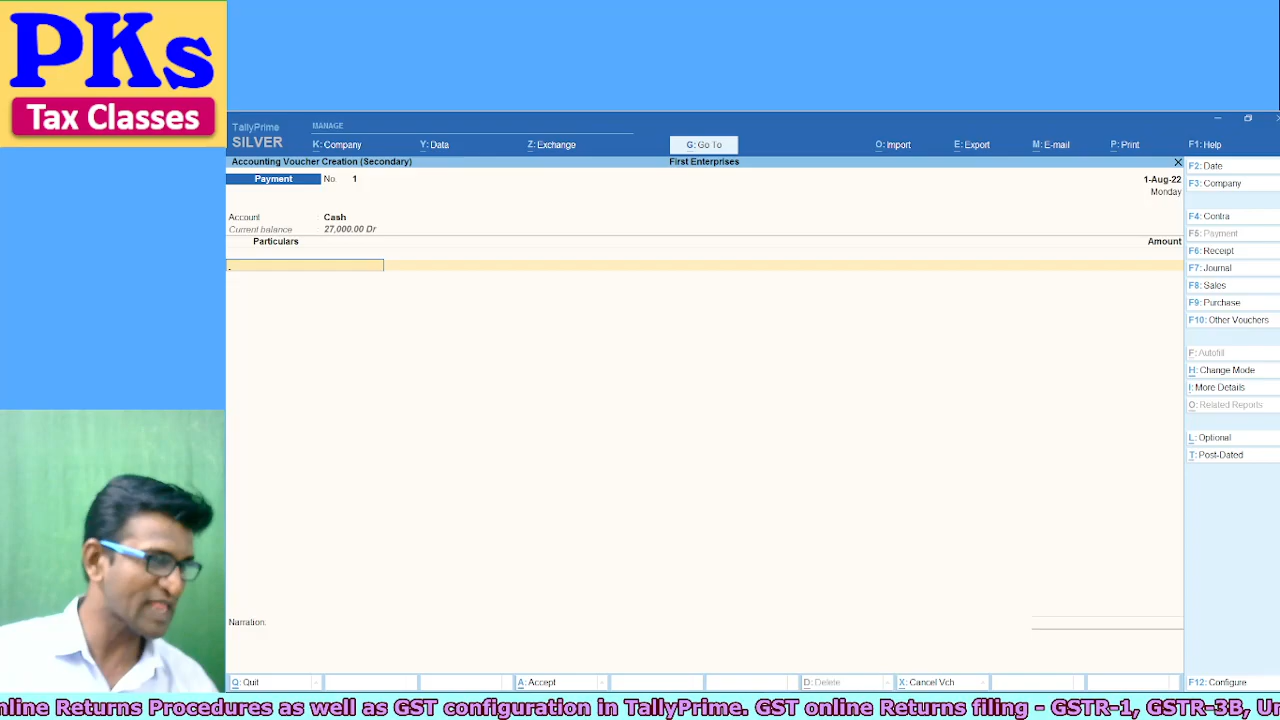 PKs
Tax Classes
TallyPrime
SILVER
MANAGE
K: Company
Y: Data
Z: Exchange
G: Go To
O: Import
E: Export
M: E-mail
P: Print
F1: Help
Accounting Voucher Creation (Secondary)
First Enterprises
Payment No 1
1-Aug-22
Monday
Account : Cash
Current balance : 27,000.00 Dr
Particulars
Amount
Narration:
Q: Quit
A: Accept
D: Delete
X: Cancel Vch
F2: Date
F3: Company
F4: Contra
F5: Payment
F6: Receipt
F7: Journal
F8: Sales
F9: Purchase
F10: Other Vouchers
F: Autofill
H: Change Mode
I: More Details
O: Related Reports
L: Optional
T: Post-Dated
F12: Configure
nline Returns Procedures as well as GST configuration in TallyPrime. GST online Returns filing - GSTR-1, GSTR-3B, Un